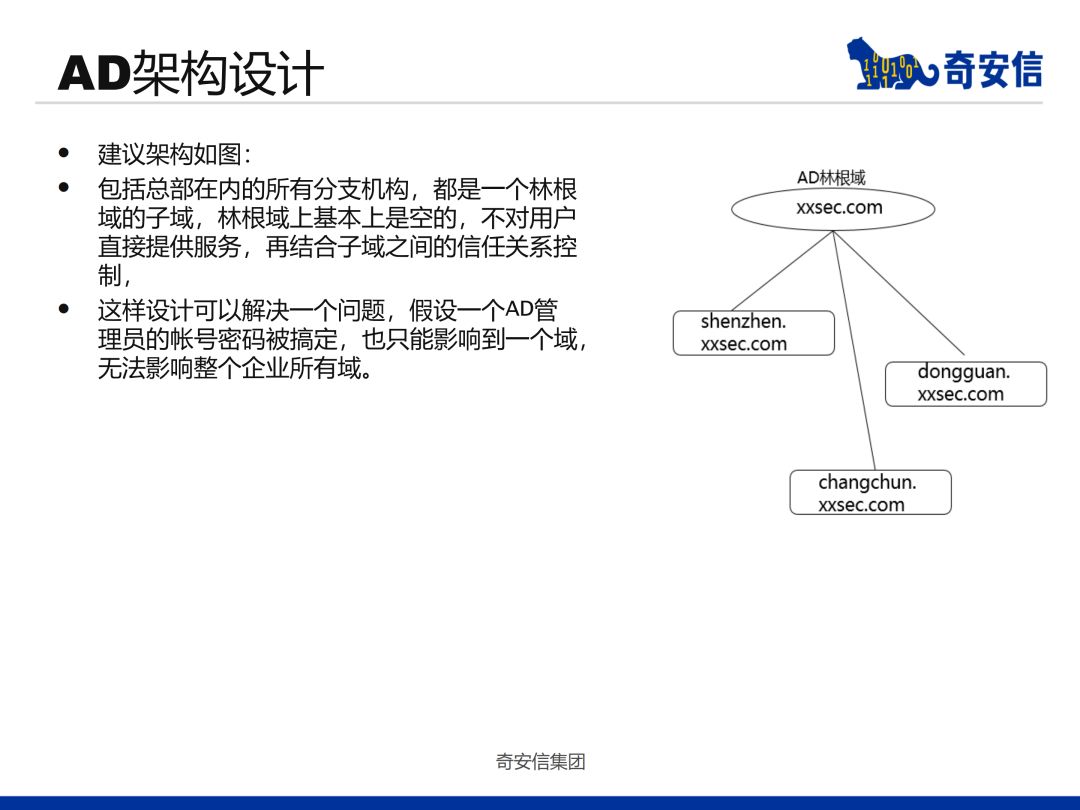 AD架构设计
奇安信
• 建议架构如图：
• 包括总部在内的所有分支机构，都是一个林根
域的子域，林根域上基本上是空的，不对用户
直接提供服务，再结合子域之间的信任关系控
制，
• 这样设计可以解决一个问题，假设一个AD管
理员的帐号密码被搞定，也只能影响到一个域，
无法影响整个企业所有域。
AD林根域
xxsec.com
shenzhen.
xxsec.com
dongguan.
xxsec.com
changchun.
xxsec.com
奇安信集团